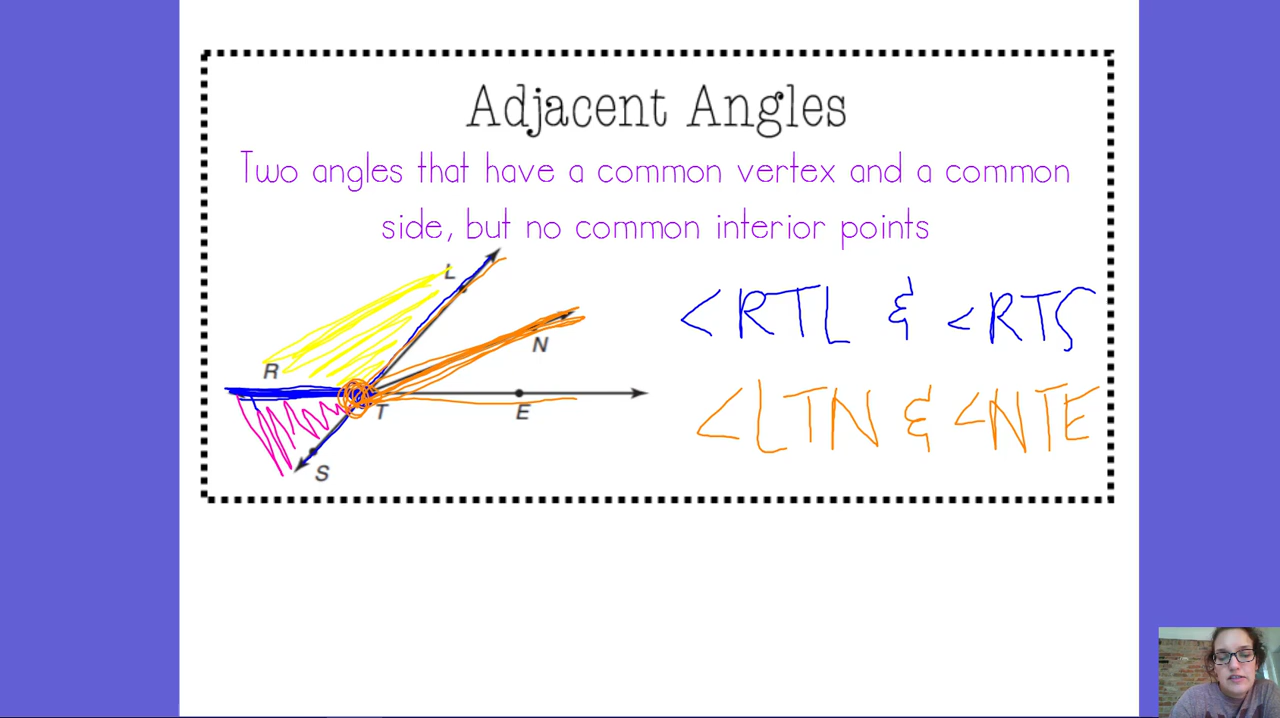 Adjacent Angles
Two angles that have a common vertex and a common
side, but no common interior points
L
R
N
T
E
S
<RTL & <RTS
<LTN & <NTE